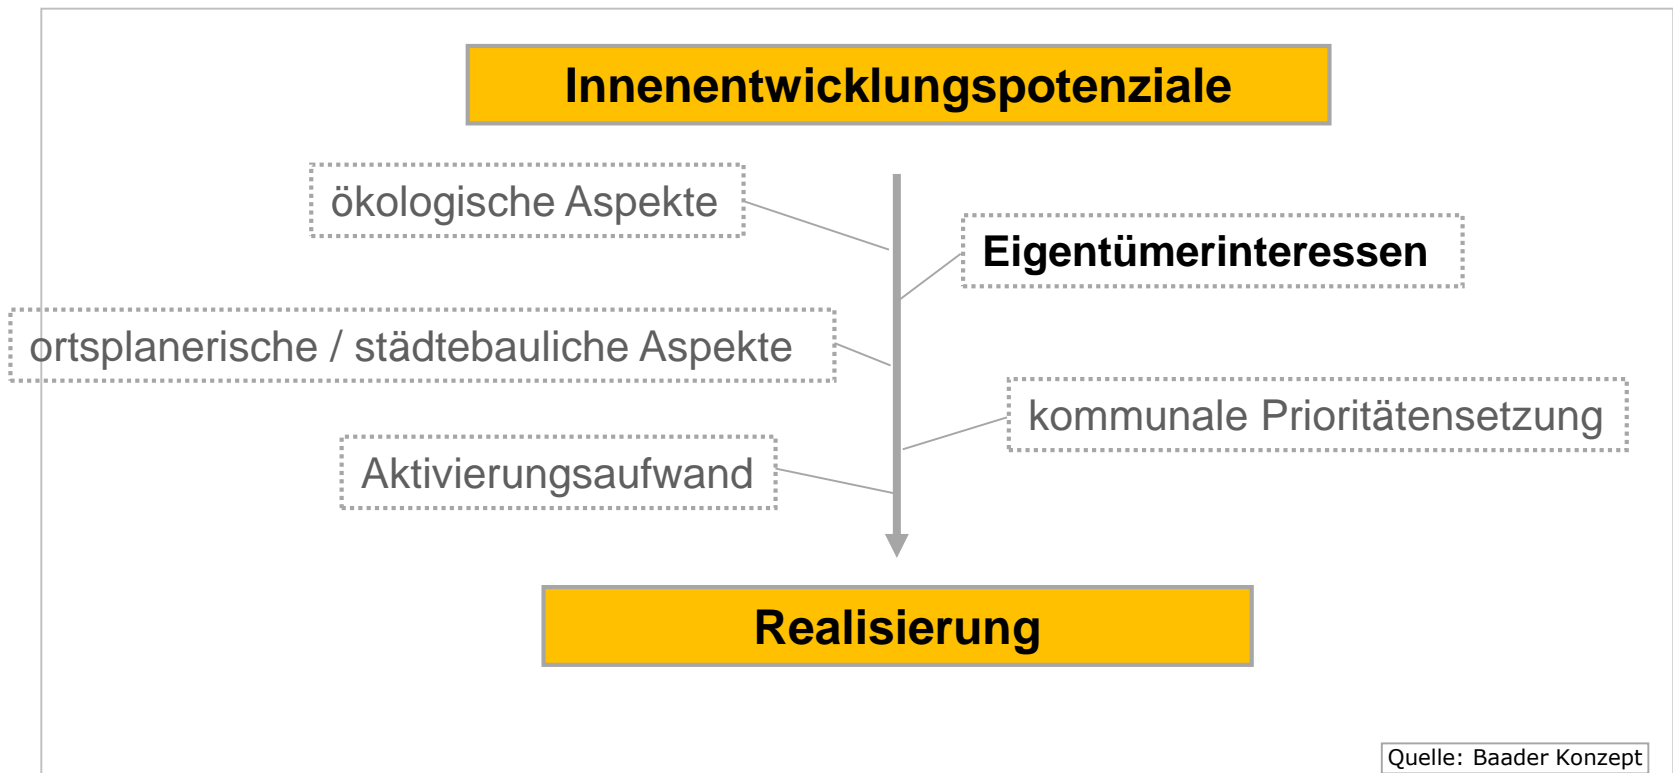 Innenentwicklungspotenziale
ökologische Aspekte
Eigentümerinteressen
ortsplanerische / städtebauliche Aspekte
kommunale Prioritätensetzung
Aktivierungsaufwand
Realisierung
Quelle: Baader Konzept